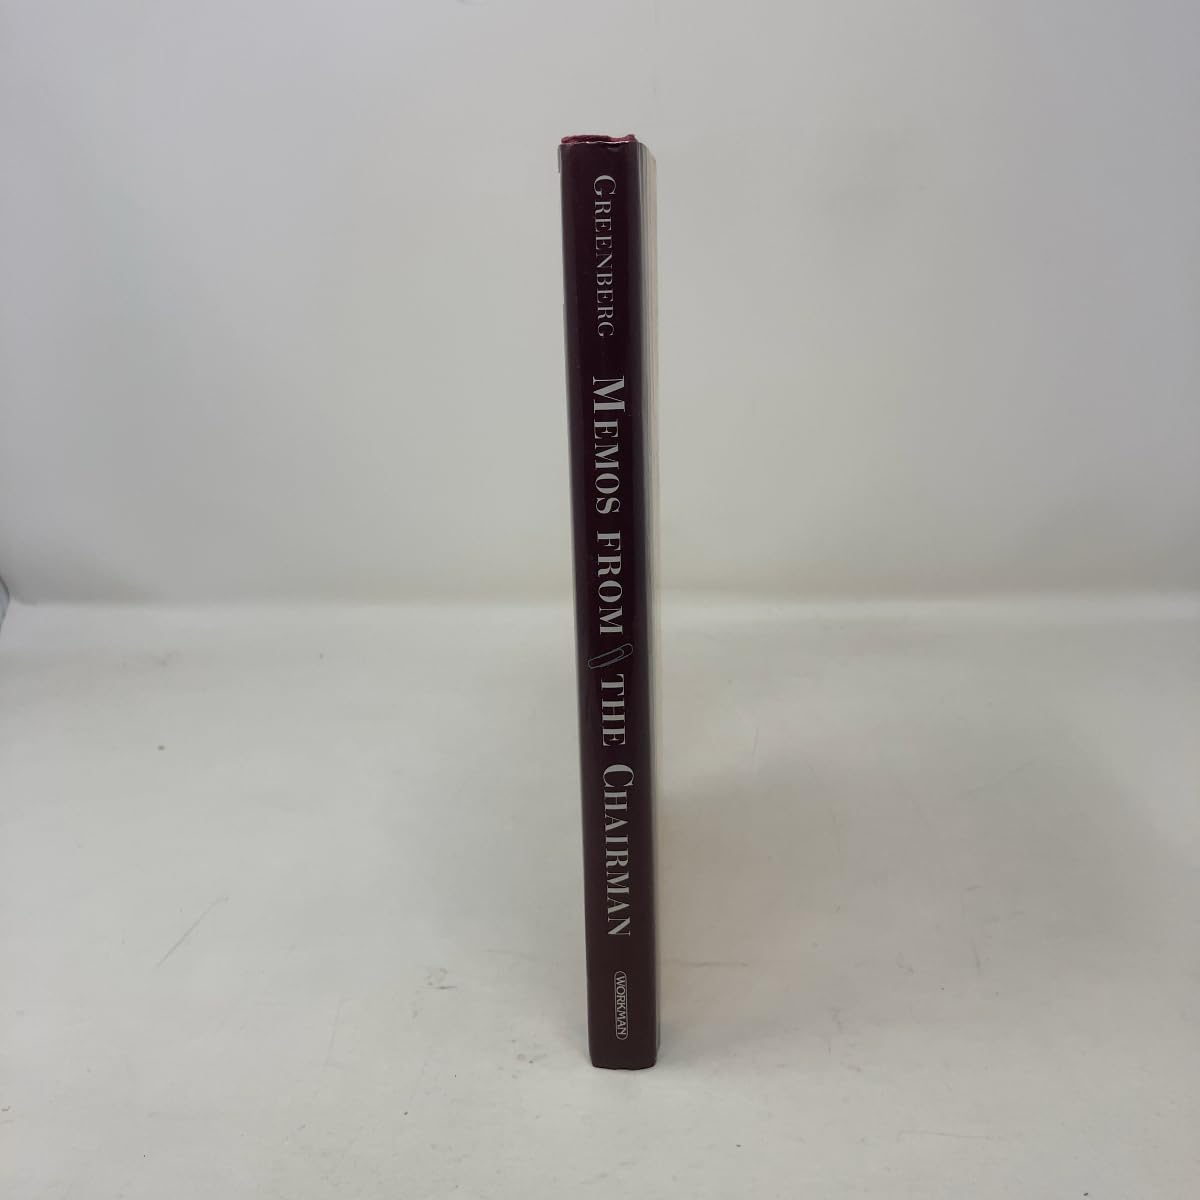 GREENBERG
MEMOS FROM THE CHAIRMAN
WORKMAN